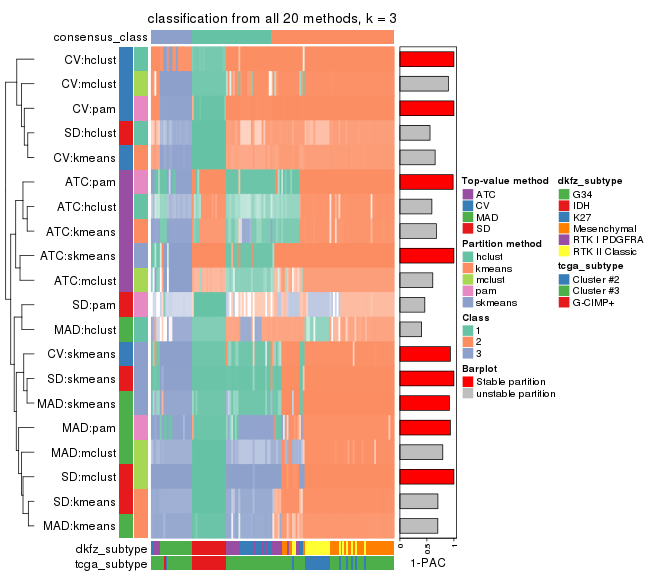 classification from all 20 methods, k = 3
consensus_class
CV:hclust
CV:mclust
CV:pam
SD:hclust
CV:kmeans
ATC:pam
ATC:hclust
ATC:kmeans
ATC:skmeans
ATC:mclust
SD:pam
MAD:hclust
CV:skmeans
SD:skmeans
MAD:skmeans
MAD:pam
MAD:mclust
SD:mclust
SD:kmeans
MAD:kmeans
dkfz_subtype
tcga_subtype
0
0.5
1
1-PAC
Top-value method
ATC
CV
MAD
SD
Partition method
hclust
kmeans
mclust
pam
skmeans
Class
1
2
3
Barplot
Stable partition
unstable partition
dkfz_subtype
G34
IDH
K27
Mesenchymal
RTK I PDGFRA
RTK II Classic
tcga_subtype
Cluster #2
Cluster #3
G-CIMP+